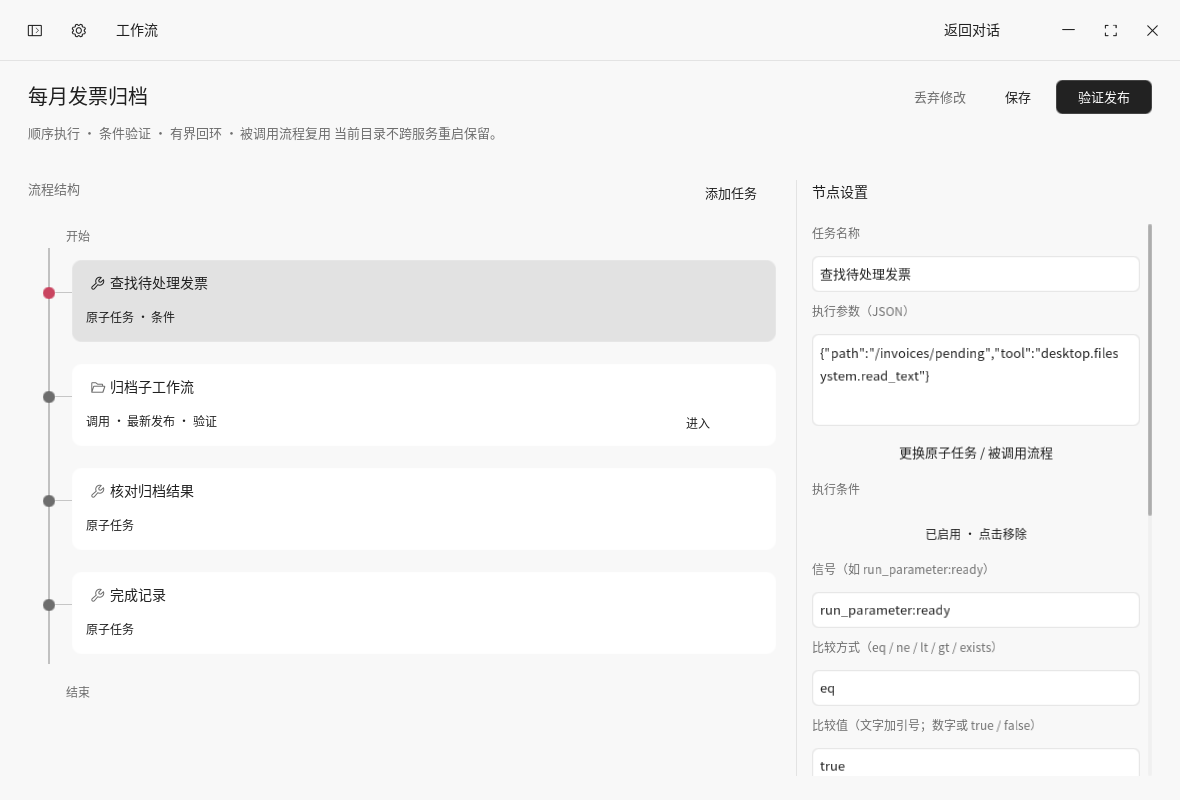 工作流
返回对话
每月发票归档
丢弃修改
保存
验证发布
顺序执行 · 条件验证 · 有界回环 · 被调用流程复用 当前目录不跨服务重启保留。
流程结构
添加任务
开始
查找待处理发票
原子任务 · 条件
归档子工作流
调用 · 最新发布 · 验证
进入
核对归档结果
原子任务
完成记录
原子任务
结束
节点设置
任务名称
查找待处理发票
执行参数（JSON）
{"path":"/invoices/pending","tool":"desktop.files
ystem.read_text"}
更换原子任务 / 被调用流程
执行条件
已启用 · 点击移除
信号（如 run_parameter:ready）
run_parameter:ready
比较方式（eq / ne / lt / gt / exists）
eq
比较值（文字加引号；数字或 true / false）
true